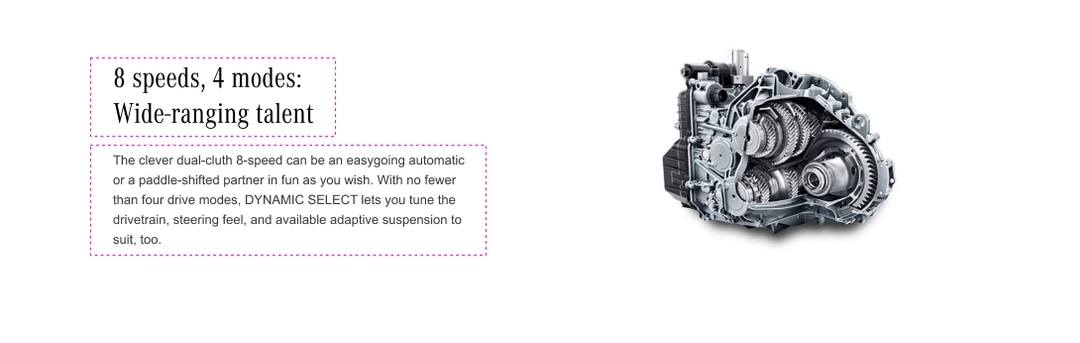 8 speeds, 4 modes:
Wide-ranging talent
The clever dual-cluth 8-speed can be an easygoing automatic
or a paddle-shifted partner in fun as you wish. With no fewer
than four drive modes, DYNAMIC SELECT lets you tune the
drivetrain, steering feel, and available adaptive suspension to
suit, too.